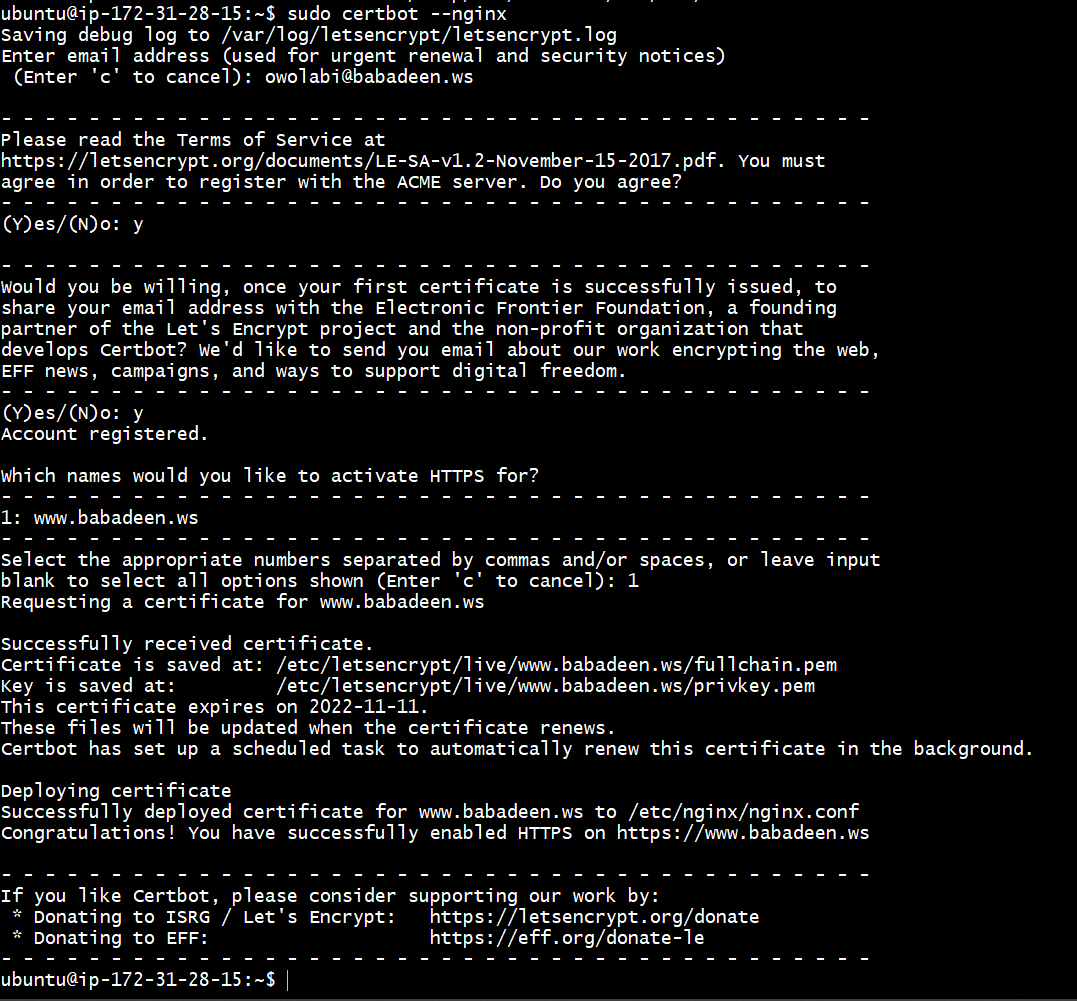 ubuntu@ip-172-31-28-15:~$ sudo certbot --nginx
Saving debug log to /var/log/letsencrypt/letsencrypt.log
Enter email address (used for urgent renewal and security notices)
 (Enter 'c' to cancel): owolabi@babadeen.ws

- - - - - - - - - - - - - - - - - - - - - - - - - - - - - - - - - - - - - - - -
Please read the Terms of Service at
https://letsencrypt.org/documents/LE-SA-v1.2-November-15-2017.pdf. You must
agree in order to register with the ACME server. Do you agree?
- - - - - - - - - - - - - - - - - - - - - - - - - - - - - - - - - - - - - - - -
(Y)es/(N)o: y

- - - - - - - - - - - - - - - - - - - - - - - - - - - - - - - - - - - - - - - -
Would you be willing, once your first certificate is successfully issued, to
share your email address with the Electronic Frontier Foundation, a founding
partner of the Let's Encrypt project and the non-profit organization that
develops Certbot? We'd like to send you email about our work encrypting the web,
EFF news, campaigns, and ways to support digital freedom.
- - - - - - - - - - - - - - - - - - - - - - - - - - - - - - - - - - - - - - - -
(Y)es/(N)o: y
Account registered.

Which names would you like to activate HTTPS for?
- - - - - - - - - - - - - - - - - - - - - - - - - - - - - - - - - - - - - - - -
1: www.babadeen.ws
- - - - - - - - - - - - - - - - - - - - - - - - - - - - - - - - - - - - - - - -
Select the appropriate numbers separated by commas and/or spaces, or leave input
blank to select all options shown (Enter 'c' to cancel): 1
Requesting a certificate for www.babadeen.ws

Successfully received certificate.
Certificate is saved at: /etc/letsencrypt/live/www.babadeen.ws/fullchain.pem
Key is saved at:         /etc/letsencrypt/live/www.babadeen.ws/privkey.pem
This certificate expires on 2022-11-11.
These files will be updated when the certificate renews.
Certbot has set up a scheduled task to automatically renew this certificate in the background.

Deploying certificate
Successfully deployed certificate for www.babadeen.ws to /etc/nginx/nginx.conf
Congratulations! You have successfully enabled HTTPS on https://www.babadeen.ws

- - - - - - - - - - - - - - - - - - - - - - - - - - - - - - - - - - - - - - - -
If you like Certbot, please consider supporting our work by:
 * Donating to ISRG / Let's Encrypt:   https://letsencrypt.org/donate
 * Donating to EFF:                    https://eff.org/donate-le
- - - - - - - - - - - - - - - - - - - - - - - - - - - - - - - - - - - - - - - -
ubuntu@ip-172-31-28-15:~$